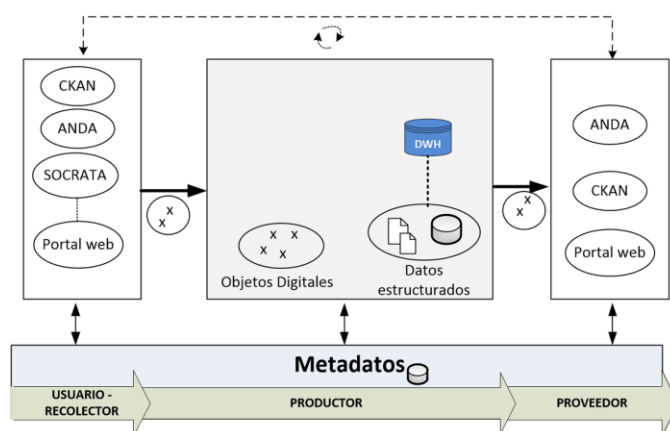 CKAN
ANDA
SOCRATA
Portal web
x
x
DWH
x x
x x
Objetos Digitales
Datos
estructurados
x
x
ANDA
CKAN
Portal web
Metadatos
USUARIO -
RECOLECTOR
PRODUCTOR
PROVEEDOR